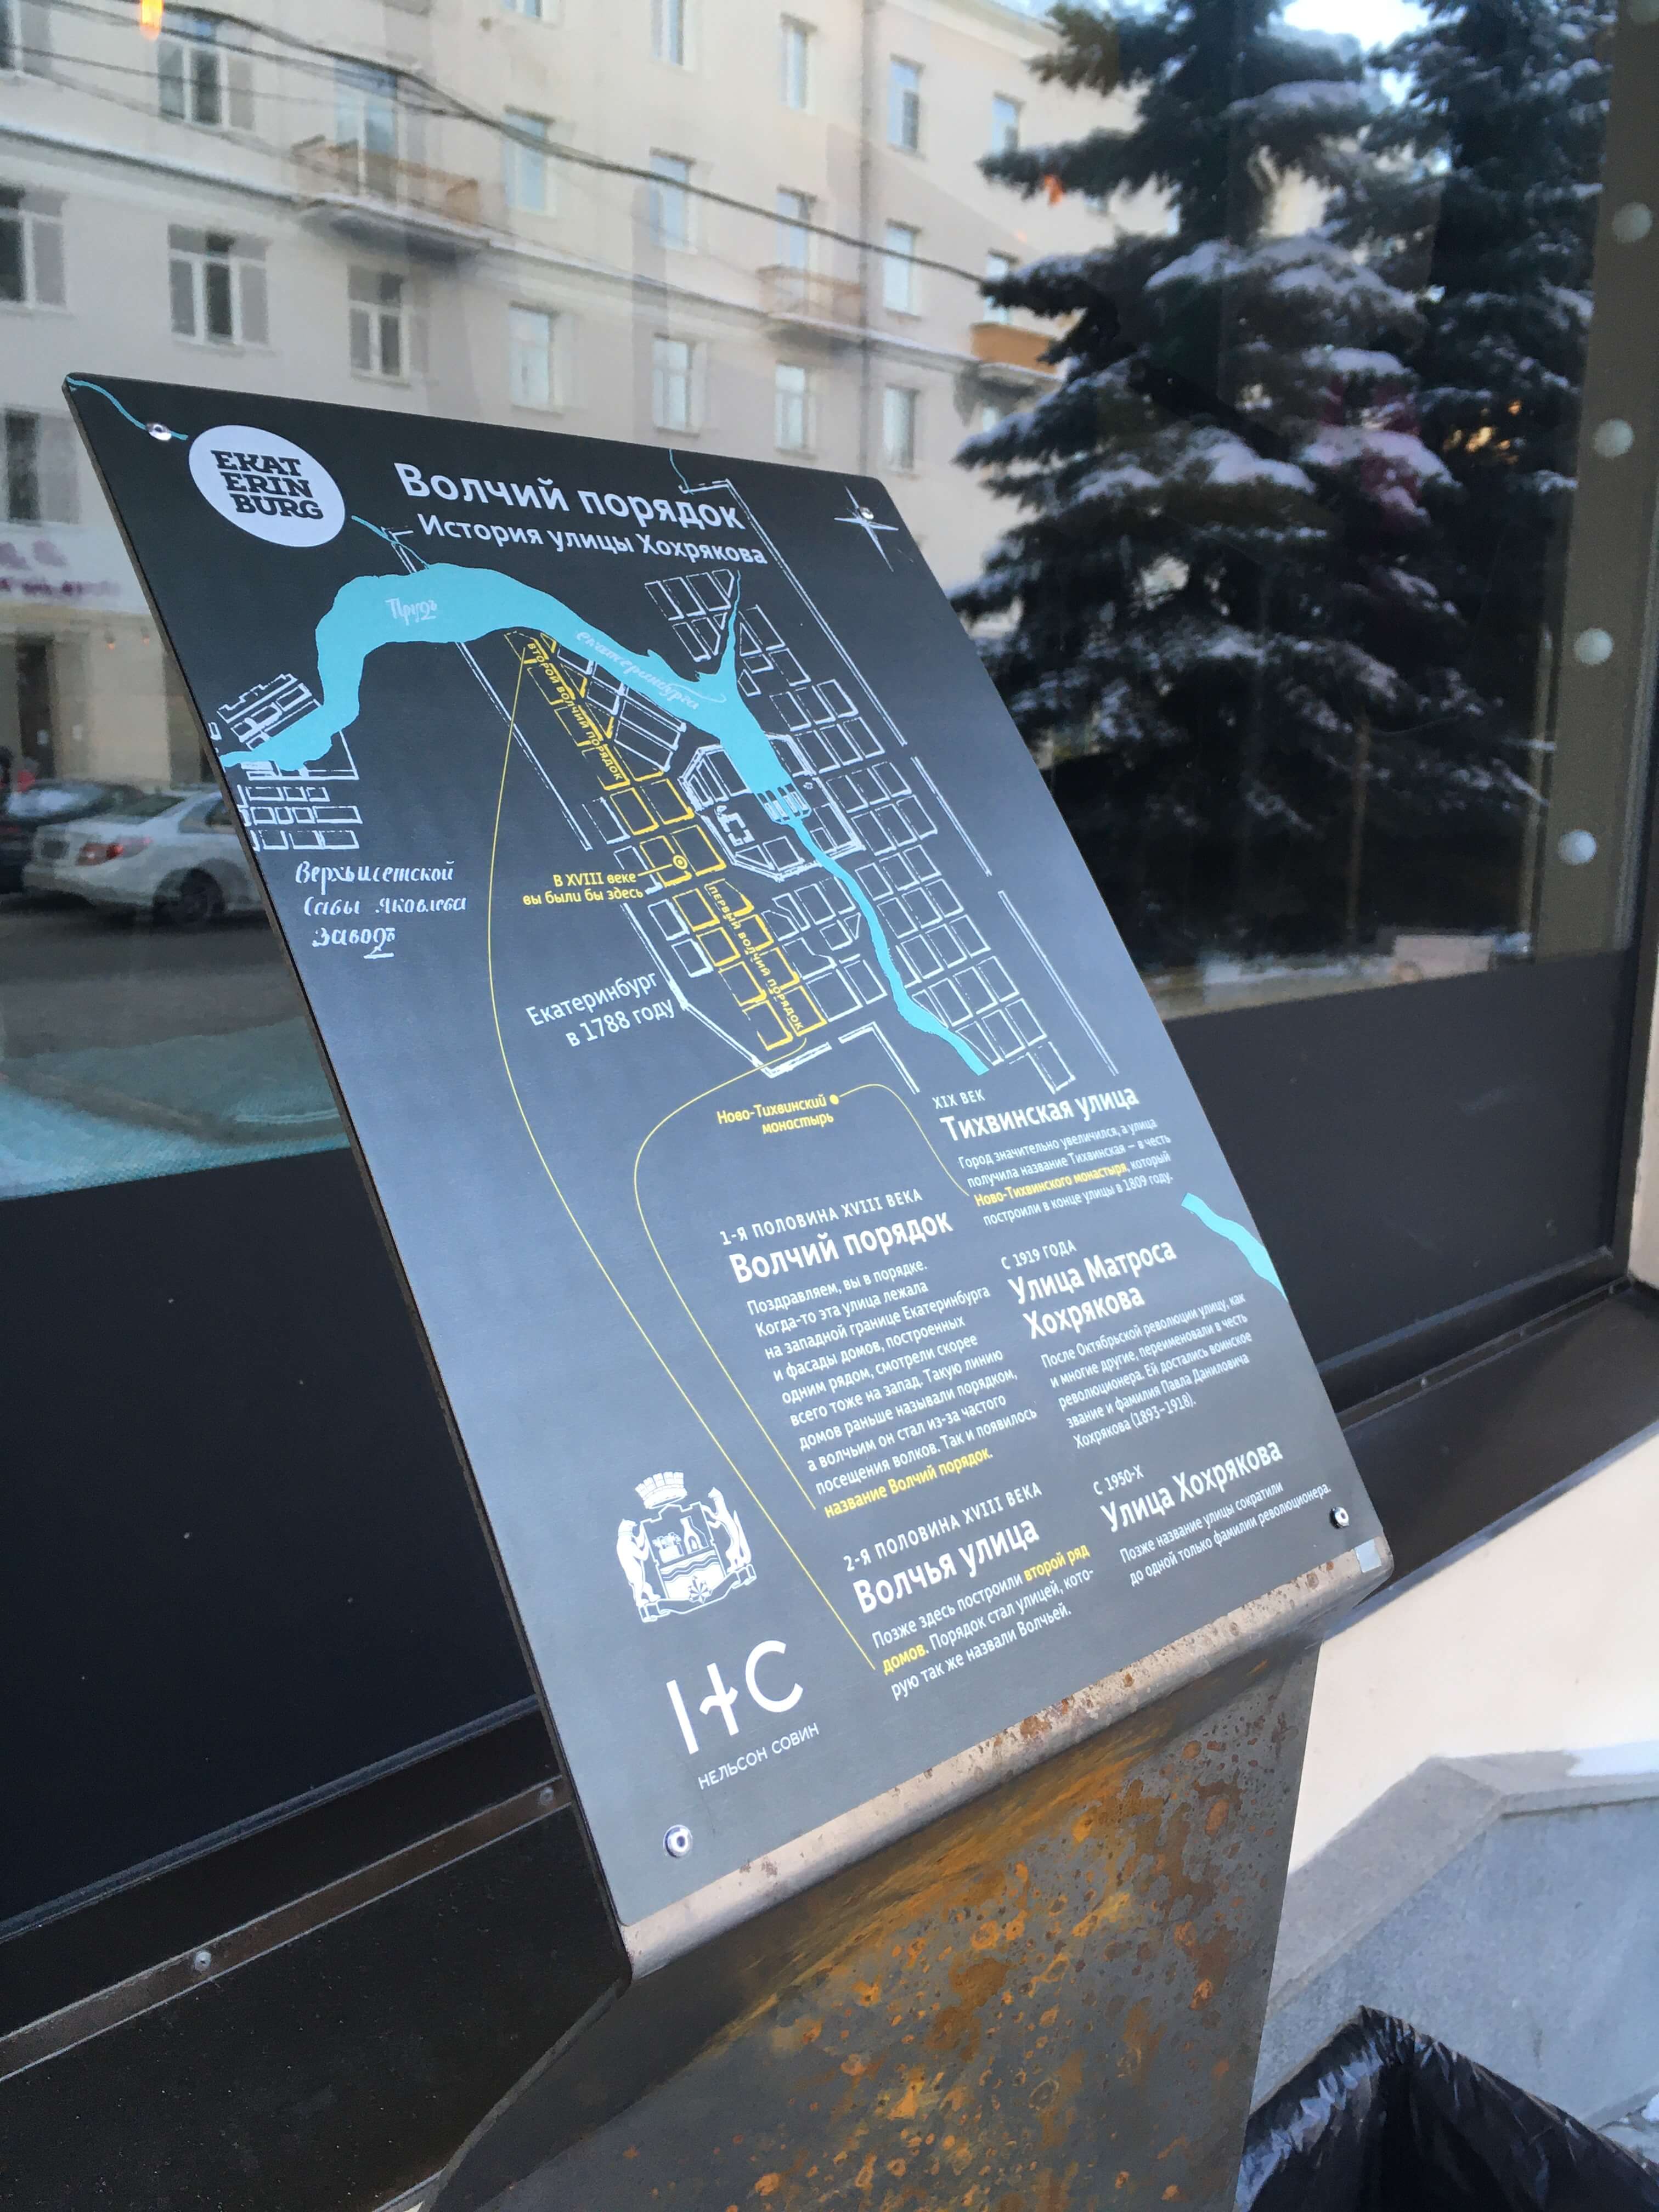 EKAT
ERIN
BURG
Волчий порядок
История улицы Хохрякова
Прудъ
екатеринбурга
ВТОРОЙ ВОЛЧИЙ ПОРЯДОК
Верхъисетской
Савы Яковлева
Заводъ
В XVIII веке
вы были бы здесь
ПЕРВЫЙ ВОЛЧИЙ ПОРЯДОК
Екатеринбург
в 1788 году
Ново-Тихвинский
монастырь
1-Я ПОЛОВИНА XVIII ВЕКА
Волчий порядок
Поздравляем, вы в порядке.
Когда-то эта улица лежала
на западной границе Екатеринбурга
и фасады домов, построенных
одним рядом, смотрели скорее
всего тоже на запад. Такую линию
домов раньше называли порядком,
а волчьим он стал из-за частого
посещения волков. Так и появилось
название Волчий порядок.
2-Я ПОЛОВИНА XVIII ВЕКА
Волчья улица
Позже здесь построили второй ряд
домов. Порядок стал улицей, кото-
рую так же назвали Волчьей.
XIX ВЕК
Тихвинская улица
Город значительно увеличился, а улица
получила название Тихвинская — в честь
Ново-Тихвинского монастыря, который
построили в конце улицы в 1809 году.
С 1919 ГОДА
Улица Матроса
Хохрякова
После Октябрьской революции улицу, как
и многие другие, переименовали в честь
революционера. Ей достались воинское
звание и фамилия Павла Даниловича
Хохрякова (1893–1918).
С 1950-Х
Улица Хохрякова
Позже название улицы сократили
до одной только фамилии революционера.
НЕЛЬСОН СОВИН